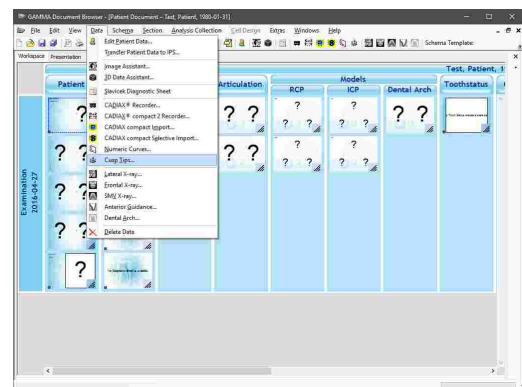 GAMMA Document Browser - [Patient Document - Test, Patient, 1980-01-31]
File Edit View Data Schema Section Analysis Collection Cell Design Extras Windows Help
Schema Template:
Workspace Presentation
Edit Patient Data...
Transfer Patient Data to IPS...
Image Assistant...
3D Data Assistant...
Slavicek Diagnostic Sheet
CADIAX® Recorder...
CADIAX® compact 2 Recorder...
CADIAX compact Import...
CADIAX compact Selective Import...
Numeric Curves...
Cusp Tips...
Lateral X-ray...
Frontal X-ray...
SMV X-ray...
Anterior Guidance...
Dental Arch...
Delete Data
Test, Patient, 1
Patient
Articulation
Models
RCP
ICP
Dental Arch
Toothstatus
Examination
2016-04-27
? ? ? ? ?
? ? ? ?
? ? ? ? ?
? ? ? ?
? ?
? ?
?